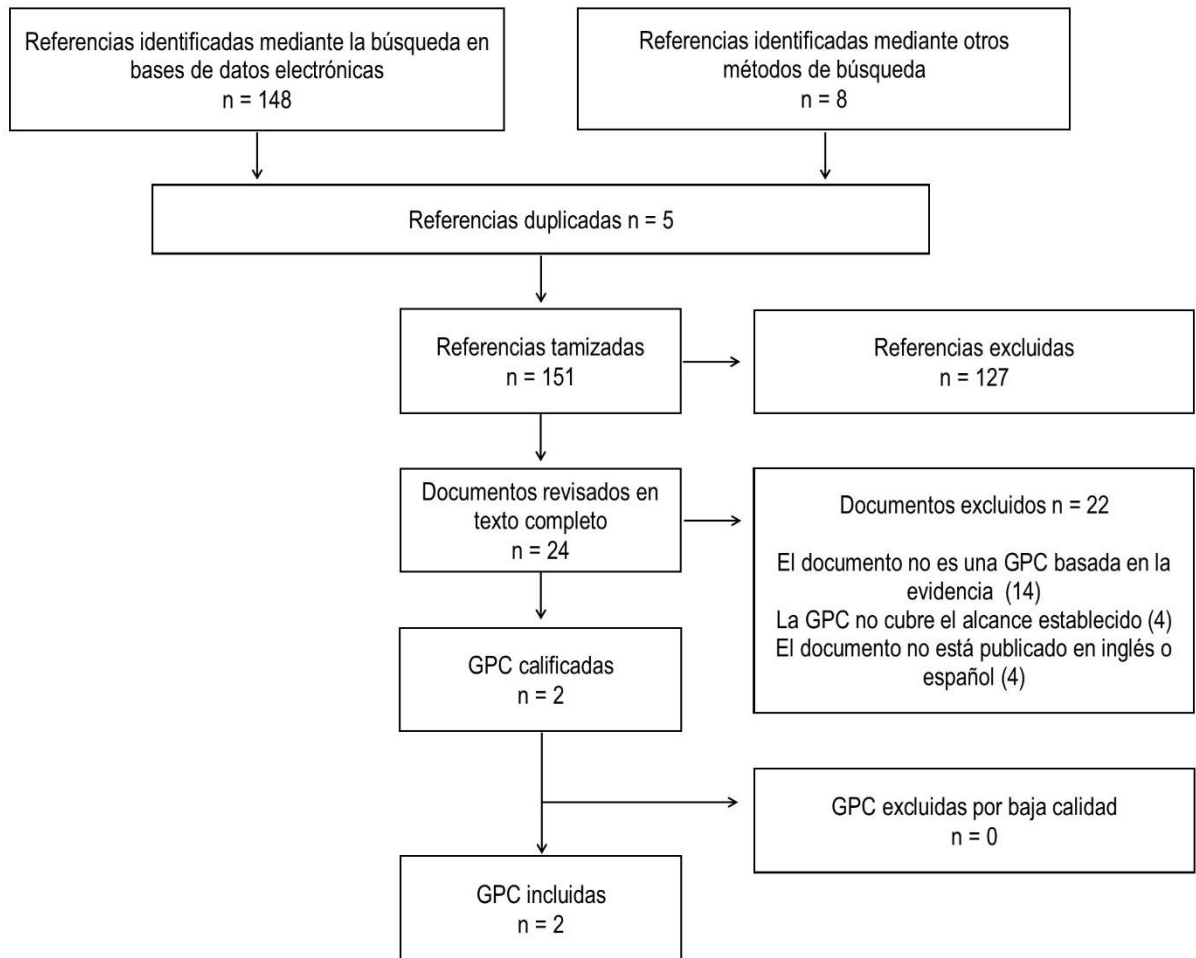 Referencias identificadas mediante la búsqueda en
bases de datos electrónicas
n = 148
Referencias identificadas mediante otros
métodos de búsqueda
n = 8
Referencias duplicadas n = 5
Referencias tamizadas
n = 151
Referencias excluidas
n = 127
Documentos revisados en
texto completo
n = 24
Documentos excluidos n = 22
El documento no es una GPC basada en la
evidencia (14)
La GPC no cubre el alcance establecido (4)
El documento no está publicado en inglés o
español (4)
GPC calificadas
n = 2
GPC excluidas por baja calidad
n = 0
GPC incluidas
n = 2